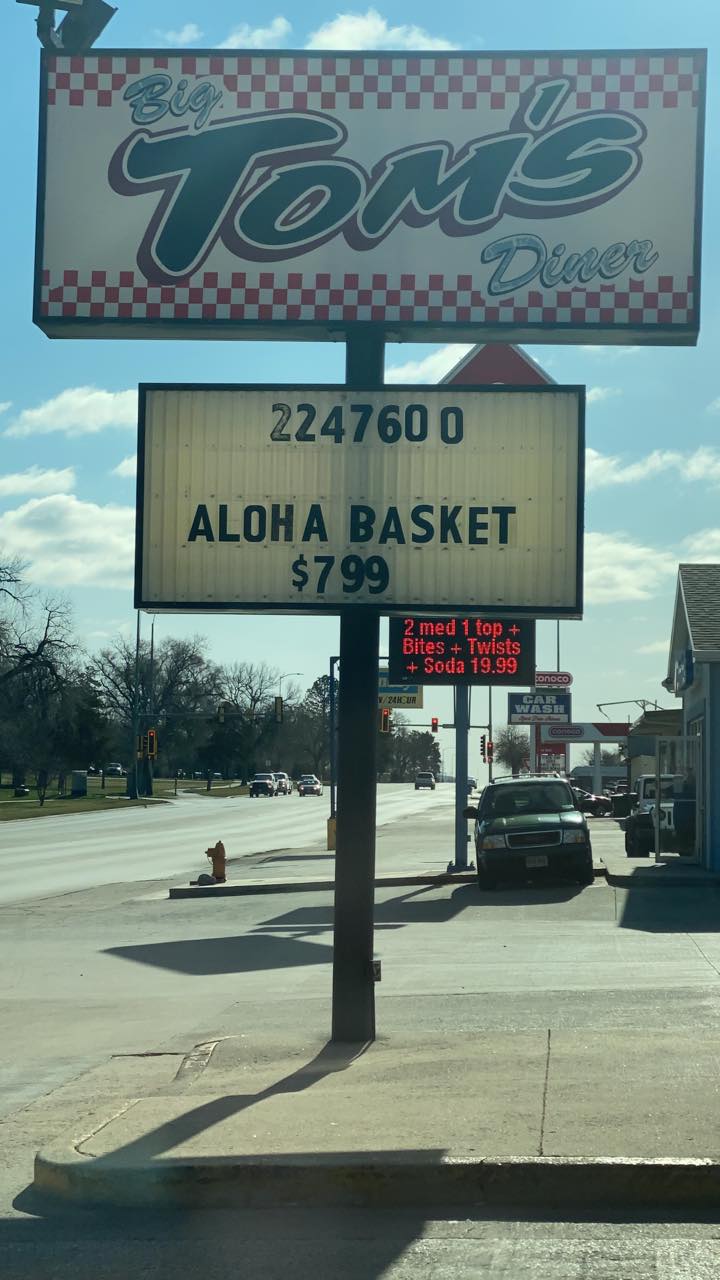 Big
TOM'S
Diner
2247600
ALOHA BASKET
$799
2 med 1 top +
Bites + Twists
+ Soda 19.99
conoco
CAR
WASH
conoco